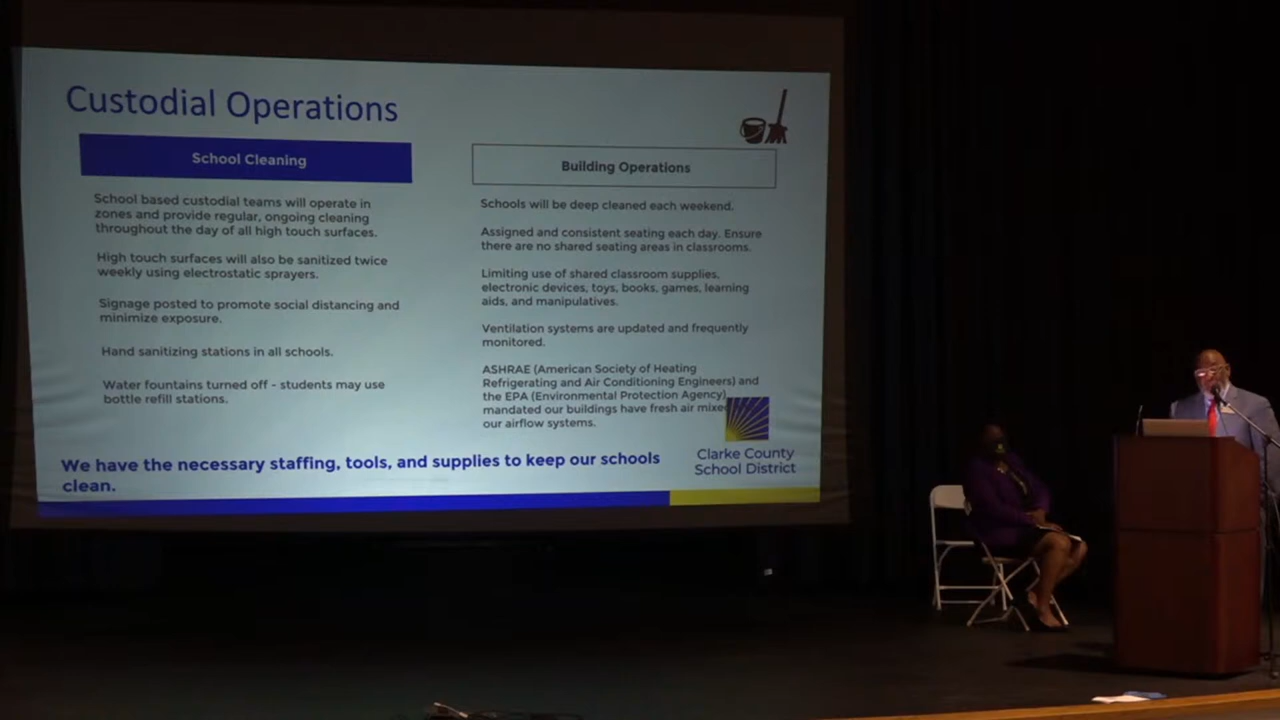 Custodial Operations
School Cleaning
School based custodial teams will operate in
zones and provide regular, ongoing cleaning
throughout the day of all high touch surfaces.
High touch surfaces will also be sanitized twice
weekly using electrostatic sprayers.
Signage posted to promote social distancing and
minimize exposure.
Hand sanitizing stations in all schools.
Water fountains turned off - students may use
bottle refill stations.
Building Operations
Schools will be deep cleaned each weekend.
Assigned and consistent seating each day. Ensure
there are no shared seating areas in classrooms.
Limiting use of shared classroom supplies,
electronic devices, toys, books, games, learning
aids, and manipulatives.
Ventilation systems are updated and frequently
monitored.
ASHRAE (American Society of Heating
Refrigerating and Air Conditioning Engineers) and
the EPA (Environmental Protection Agency)
mandated our buildings have fresh air mixe
our airflow systems.
We have the necessary staffing, tools, and supplies to keep our schools
clean.
Clarke County
School District